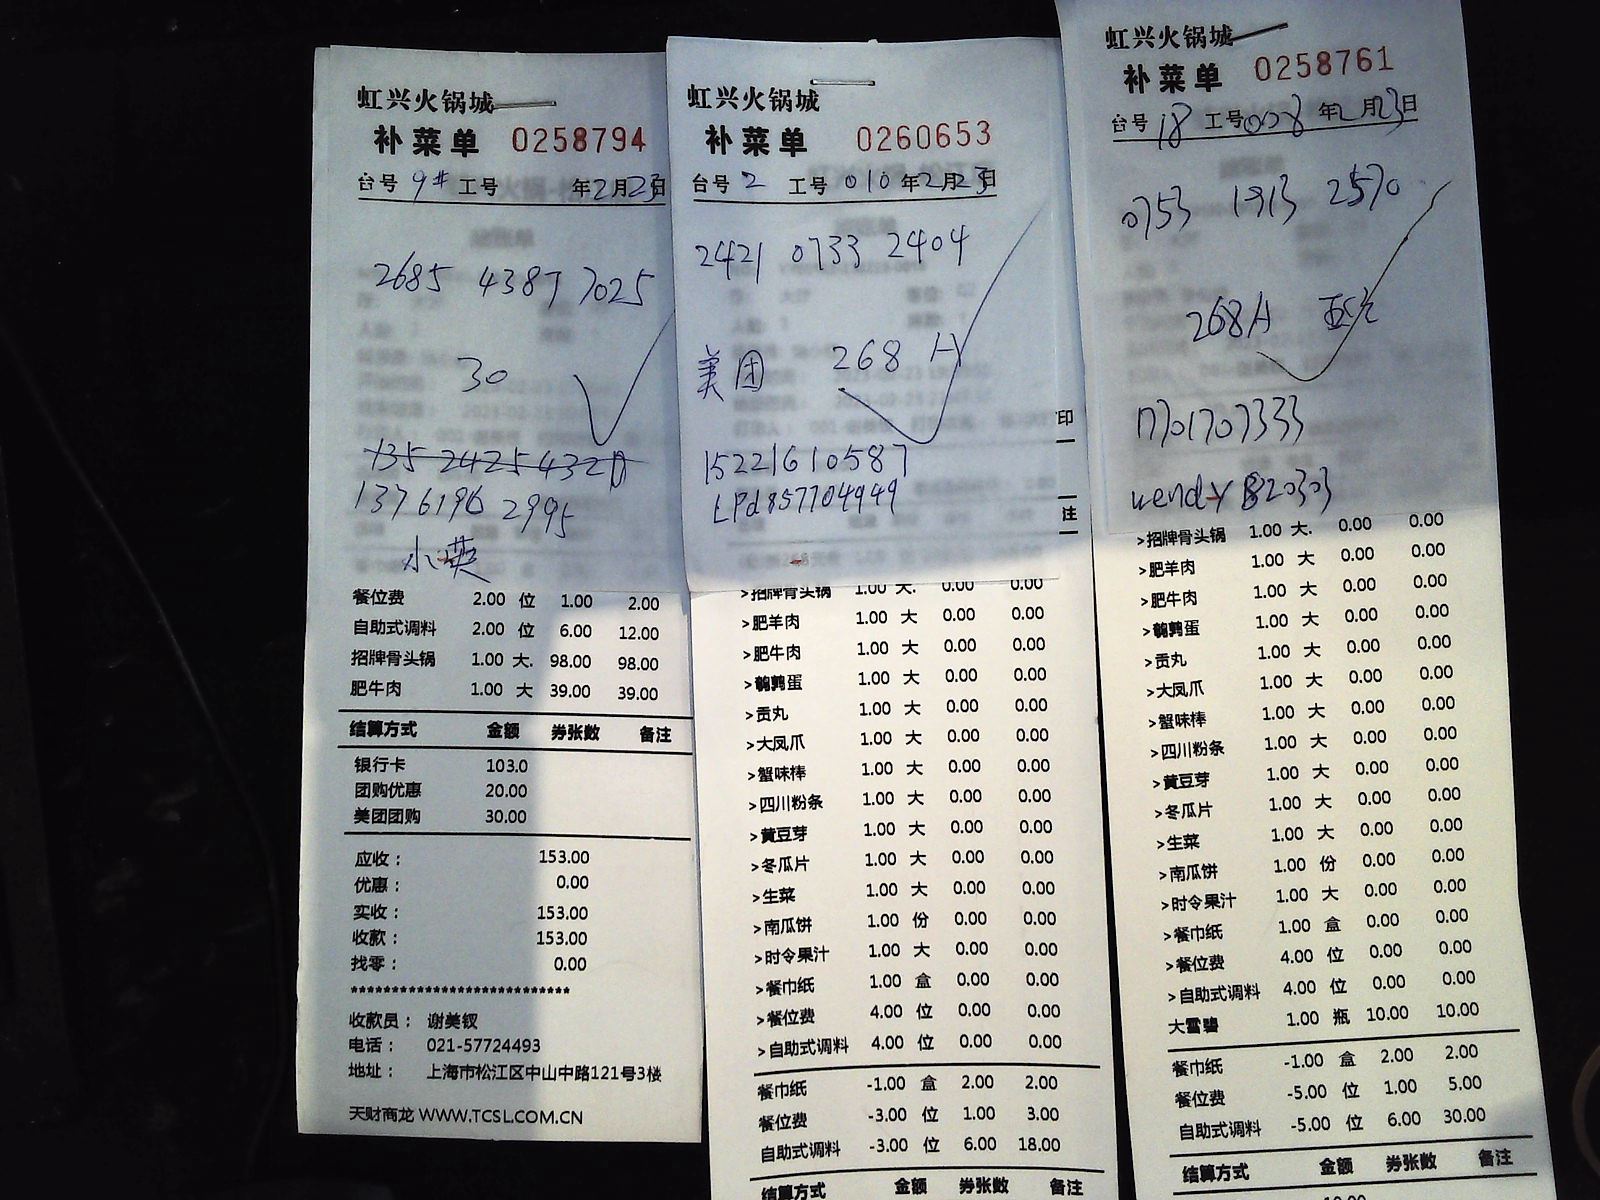 虹兴火锅城
补菜单 0258794
台号 9# 工号 年2月23日
2685 4387 7025
30
135 2425 4320
1376196 2995
小燕
餐位费 2.00 位 1.00 2.00
自助式调料 2.00 位 6.00 12.00
招牌骨头锅 1.00 大. 98.00 98.00
肥牛肉 1.00 大 39.00 39.00
结算方式 金额 券张数 备注
银行卡 103.0
团购优惠 20.00
美团团购 30.00
应收： 153.00
优惠： 0.00
实收： 153.00
收款： 153.00
找零： 0.00
***************************
收款员： 谢美钗
电话： 021-57724493
地址： 上海市松江区中山中路121号3楼
天财商龙 WWW.TCSL.COM.CN
虹兴火锅城
补菜单 0260653
台号 2 工号 010 年2月23日
2421 0733 2404
美团 268 A
15221610587
LPd857704949
印
注
>招牌骨头锅 1.00 大. 0.00 0.00
>肥羊肉 1.00 大 0.00 0.00
>肥牛肉 1.00 大 0.00 0.00
>鹌鹑蛋 1.00 大 0.00 0.00
>贡丸 1.00 大 0.00 0.00
>大凤爪 1.00 大 0.00 0.00
>蟹味棒 1.00 大 0.00 0.00
>四川粉条 1.00 大 0.00 0.00
>黄豆芽 1.00 大 0.00 0.00
>冬瓜片 1.00 大 0.00 0.00
>生菜 1.00 大 0.00 0.00
>南瓜饼 1.00 份 0.00 0.00
>时令果汁 1.00 大 0.00 0.00
>餐巾纸 1.00 盒 0.00 0.00
>餐位费 4.00 位 0.00 0.00
>自助式调料 4.00 位 0.00 0.00
餐巾纸 -1.00 盒 2.00 2.00
餐位费 -3.00 位 1.00 3.00
自助式调料 -3.00 位 6.00 18.00
结算方式 金额 券张数 备注
虹兴火锅城
补菜单 0258761
台号 18 工号008 年2月23日
0753 1913 2570
268A
17701707333
wendy 820303
>招牌骨头锅 1.00 大. 0.00 0.00
>肥羊肉 1.00 大 0.00 0.00
>肥牛肉 1.00 大 0.00 0.00
>鹌鹑蛋 1.00 大 0.00 0.00
>贡丸 1.00 大 0.00 0.00
>大凤爪 1.00 大 0.00 0.00
>蟹味棒 1.00 大 0.00 0.00
>四川粉条 1.00 大 0.00 0.00
>黄豆芽 1.00 大 0.00 0.00
>冬瓜片 1.00 大 0.00 0.00
>生菜 1.00 大 0.00 0.00
>南瓜饼 1.00 份 0.00 0.00
>时令果汁 1.00 大 0.00 0.00
>餐巾纸 1.00 盒 0.00 0.00
>餐位费 4.00 位 0.00 0.00
>自助式调料 4.00 位 0.00 0.00
大雪碧 1.00 瓶 10.00 10.00
餐巾纸 -1.00 盒 2.00 2.00
餐位费 -5.00 位 1.00 5.00
自助式调料 -5.00 位 6.00 30.00
结算方式 金额 券张数 备注